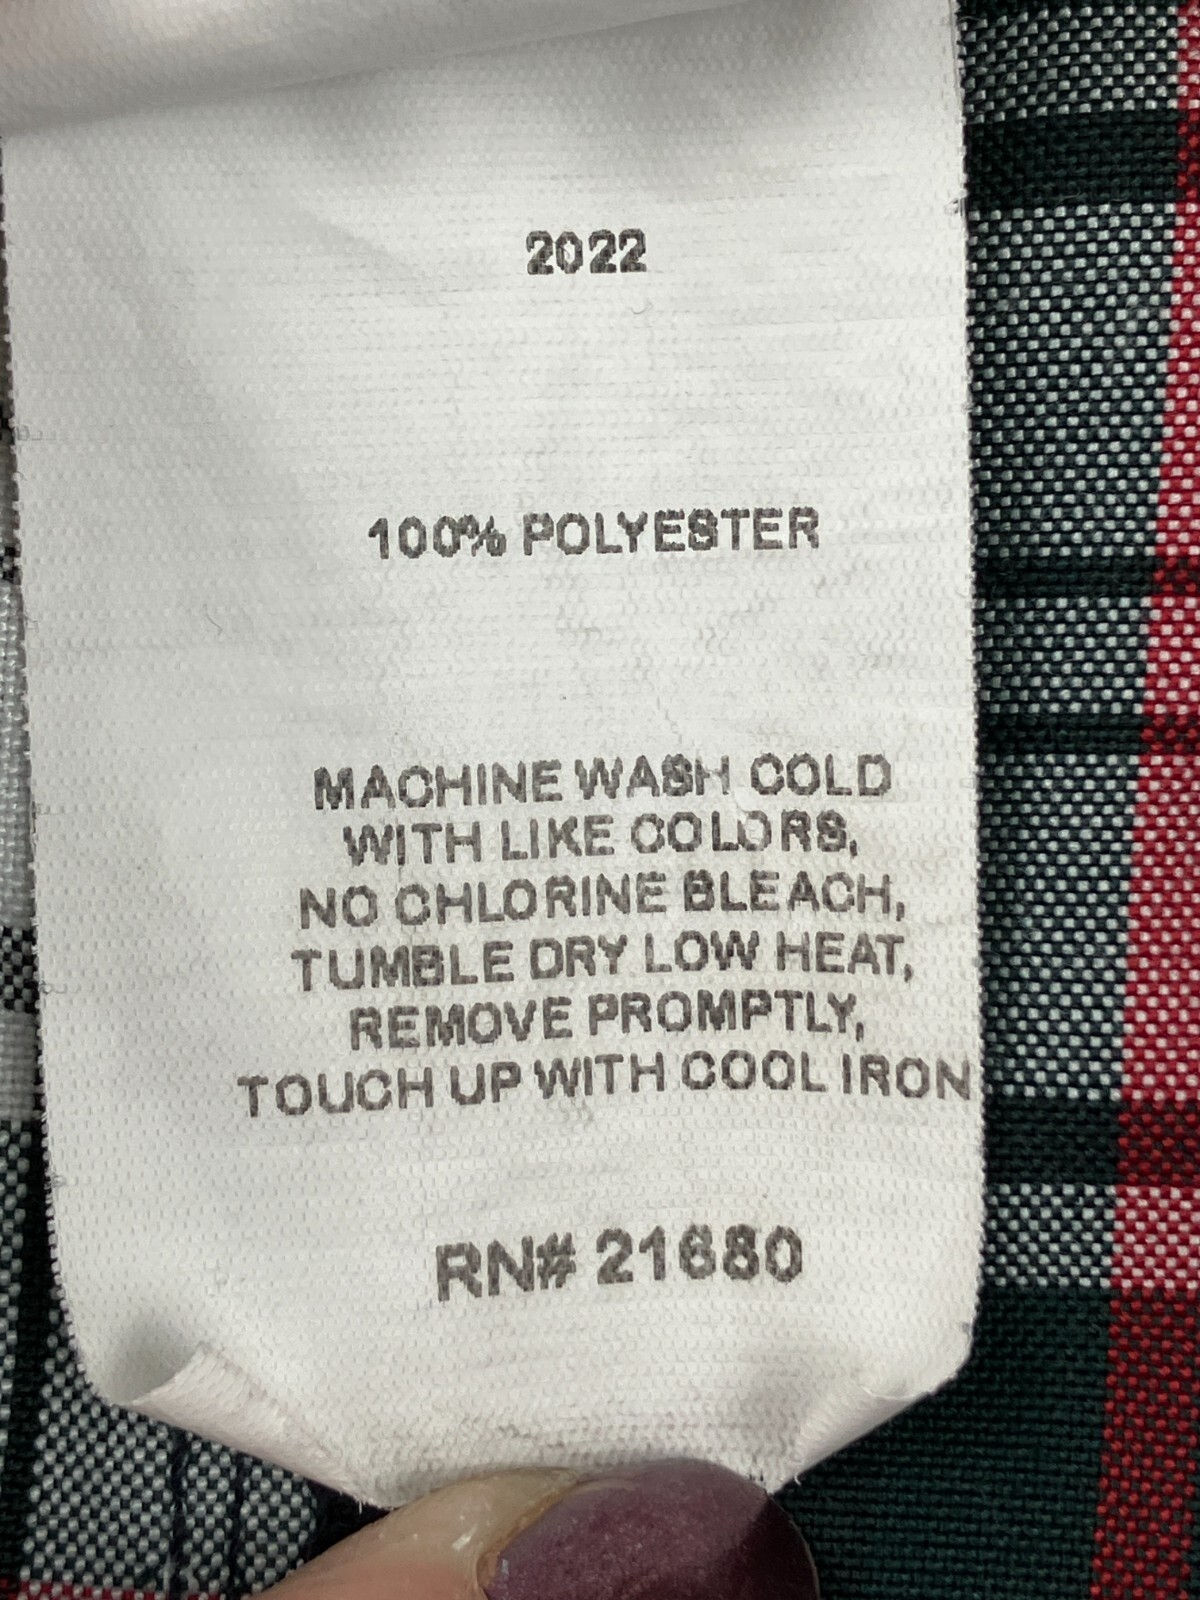 2022
100% POLYESTER
MACHINE WASH COLD
WITH LIKE COLORS,
NO CHLORINE BLEACH,
TUMBLE DRY LOW HEAT,
REMOVE PROMPTLY,
TOUCH UP WITH COOL IRON
RN# 21680